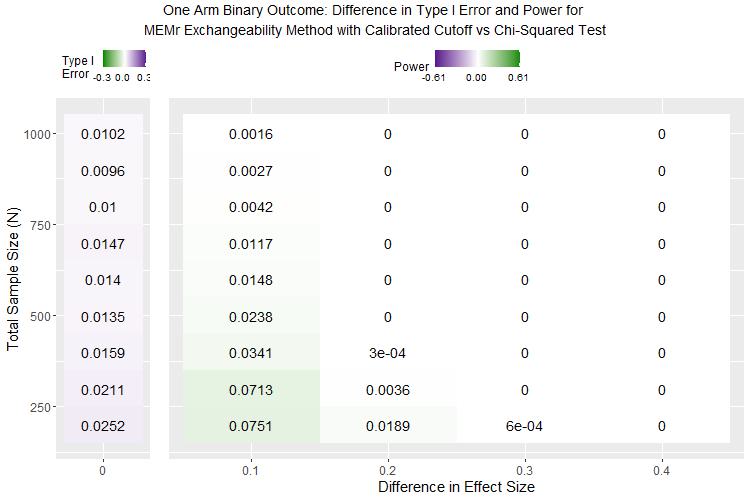 One Arm Binary Outcome: Difference in Type I Error and Power for
MEMr Exchangeability Method with Calibrated Cutoff vs Chi-Squared Test
Type I
Error
-0.3 0.0 0.3
Power
-0.61 0.00 0.61
Total Sample Size (N)
1000 0.0102 0.0016 0 0 0
0.0096 0.0027 0 0 0
0.01 0.0042 0 0 0
750
0.0147 0.0117 0 0 0
0.014 0.0148 0 0 0
0.0135 0.0238 0 0 0
500
0.0159 0.0341 3e-04 0 0
0.0211 0.0713 0.0036 0 0
250
0.0252 0.0751 0.0189 6e-04 0
0 0.1 0.2 0.3 0.4
Difference in Effect Size